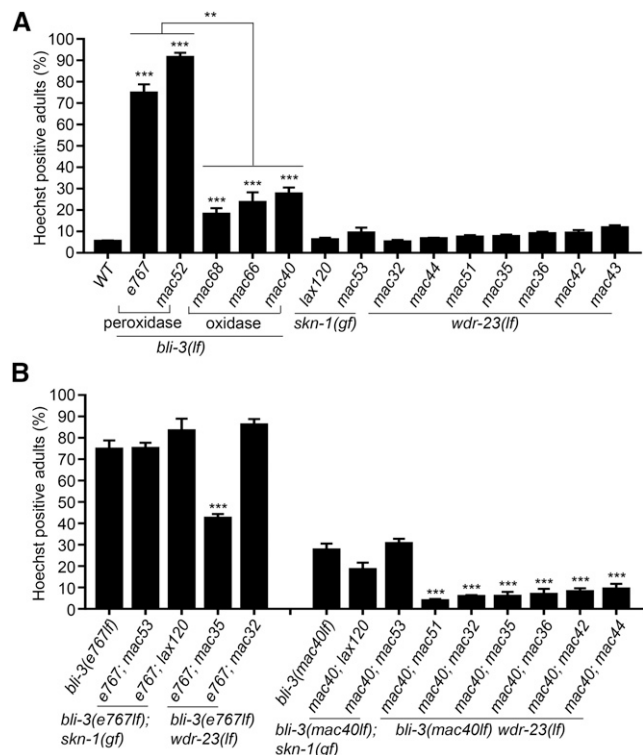 A
**
Hoechst positive adults (%)
100
90
80
70
60
50
40
30
20
10
0
***
***
***
***
***
WT
e767
mac52
mac68
mac66
mac40
lax120
mac53
mac32
mac44
mac51
mac35
mac36
mac42
mac43
peroxidase
oxidase
skn-1(gf)
wdr-23(lf)
bli-3(lf)
B
Hoechst positive adults (%)
100
90
80
70
60
50
40
30
20
10
0
***
***
***
***
***
***
***
bli-3(e767lf)
e767; mac53
e767; lax120
e767; mac35
e767; mac32
bli-3(mac40lf)
mac40; lax120
mac40; mac53
mac40; mac51
mac40; mac32
mac40; mac35
mac40; mac36
mac40; mac42
mac40; mac44
bli-3(e767lf);
skn-1(gf)
bli-3(e767lf)
wdr-23(lf)
bli-3(mac40lf);
skn-1(gf)
bli-3(mac40lf) wdr-23(lf)